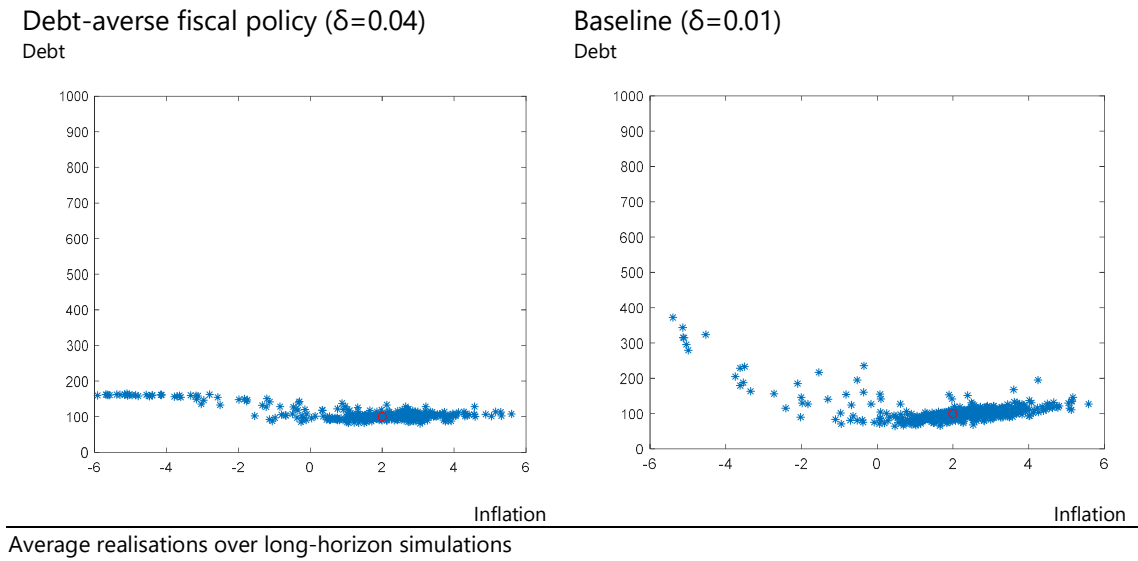 Debt-averse fiscal policy (δ=0.04)
Debt
1000
900
800
700
600
500
400
300
200
100
0
-6 -4 -2 0 2 4 6
Inflation
Baseline (δ=0.01)
Debt
1000
900
800
700
600
500
400
300
200
100
0
-6 -4 -2 0 2 4 6
Inflation
Average realisations over long-horizon simulations